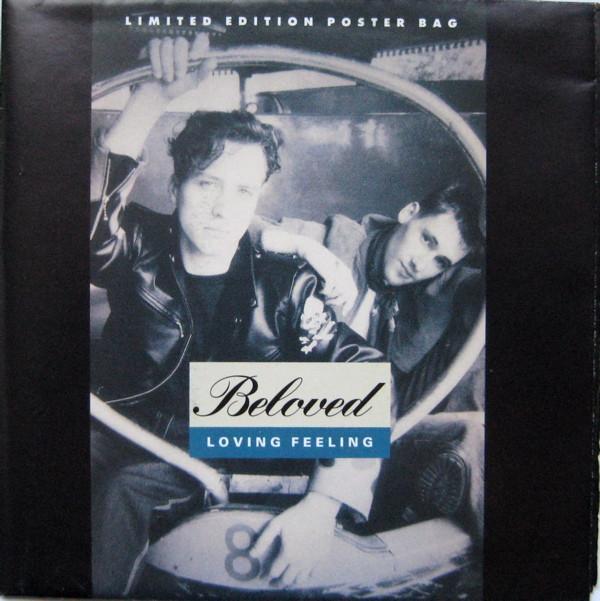 LIMITED EDITION POSTER BAG
Beloved
LOVING FEELING
8